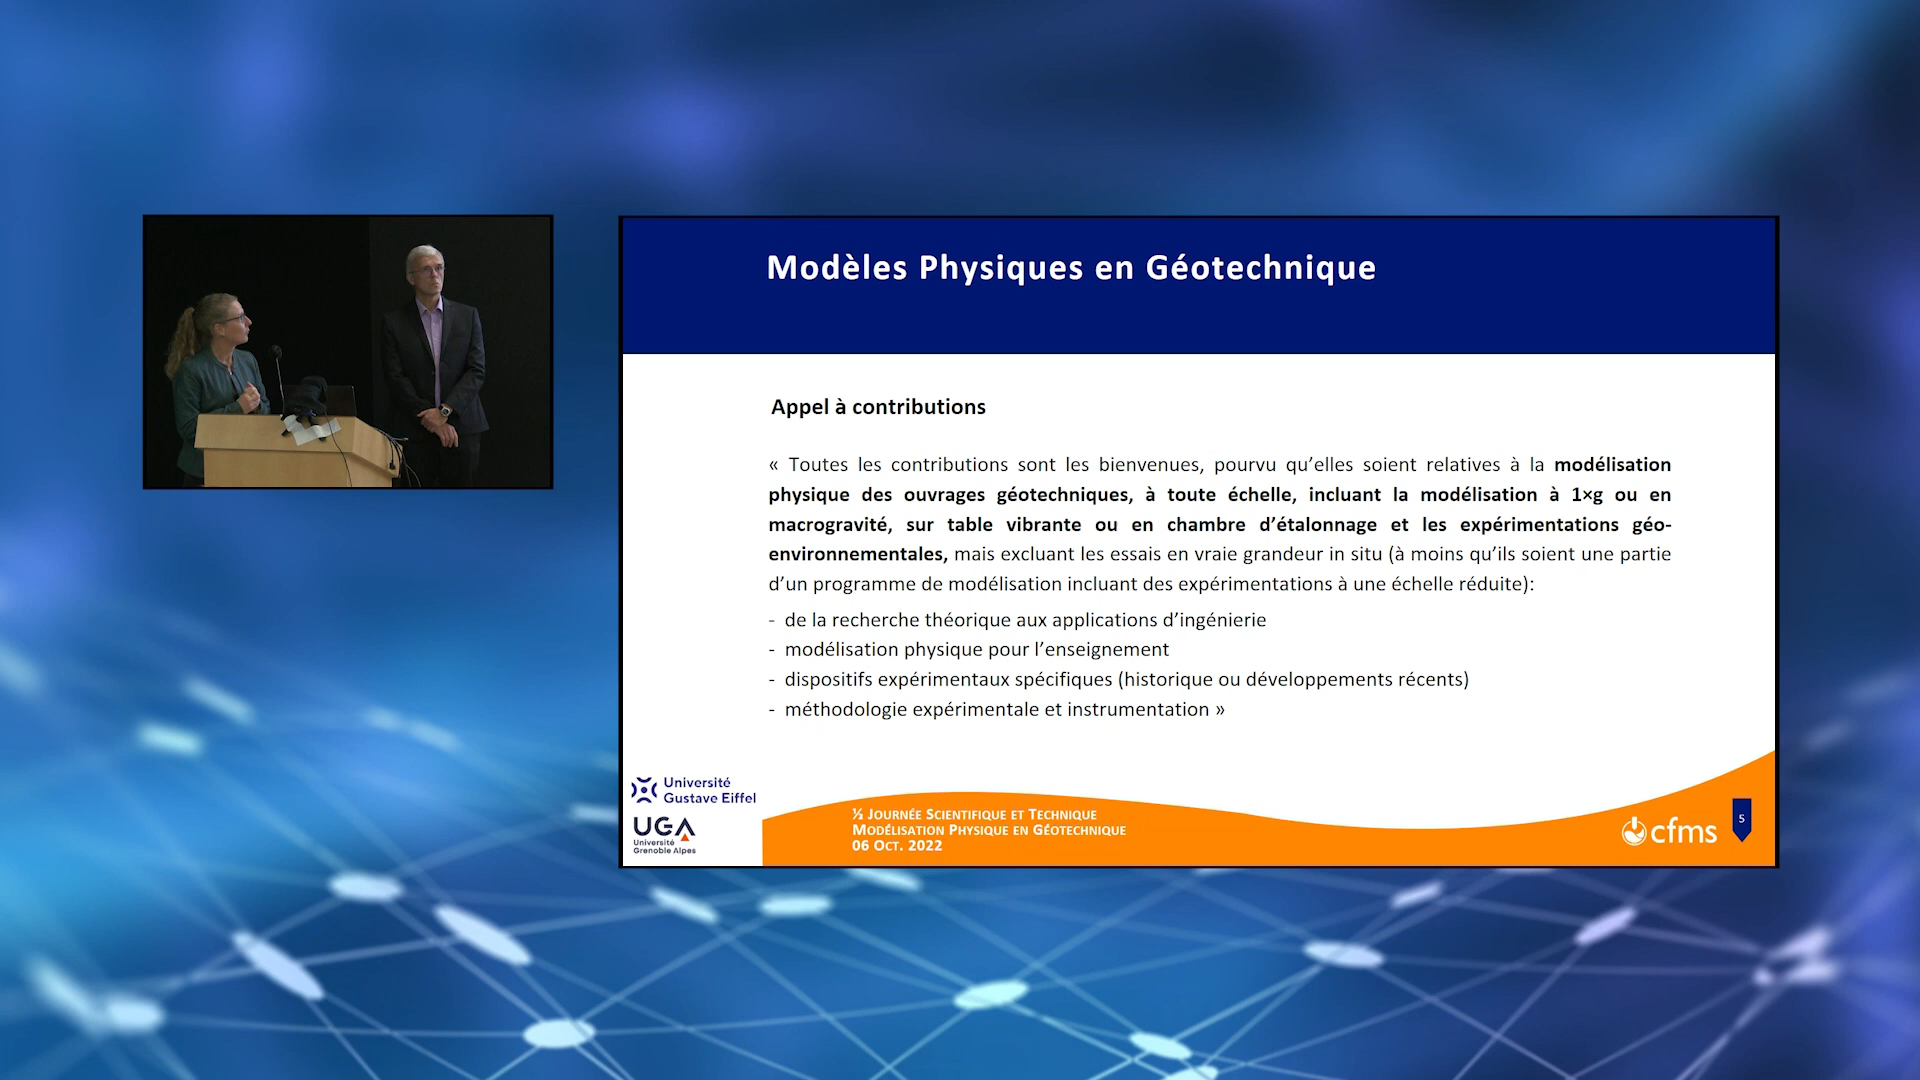 Modèles Physiques en Géotechnique
Appel à contributions
« Toutes les contributions sont les bienvenues, pourvu qu’elles soient relatives à la modélisation
physique des ouvrages géotechniques, à toute échelle, incluant la modélisation à 1×g ou en
macrogravité, sur table vibrante ou en chambre d’étalonnage et les expérimentations géo-
environnementales, mais excluant les essais en vraie grandeur in situ (à moins qu’ils soient une partie
d’un programme de modélisation incluant des expérimentations à une échelle réduite):
- de la recherche théorique aux applications d’ingénierie
- modélisation physique pour l’enseignement
- dispositifs expérimentaux spécifiques (historique ou développements récents)
- méthodologie expérimentale et instrumentation »
Université
Gustave Eiffel
UGA
Université
Grenoble Alpes
½ Journée Scientifique et Technique
Modélisation Physique en Géotechnique
06 Oct. 2022
cfms
5